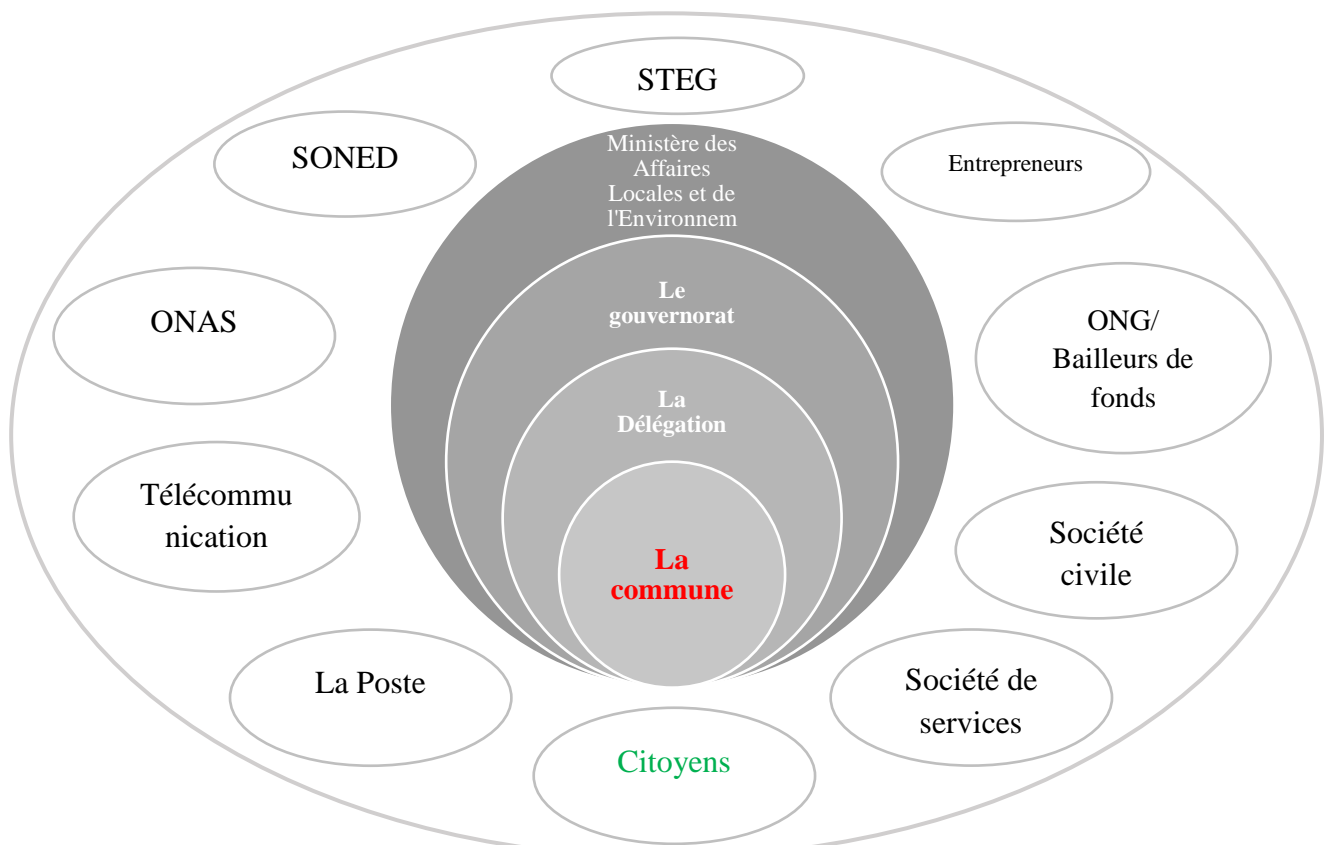 STEG
SONED
Entrepreneurs
Ministère des
Affaires
Locales et de
l'Environnem
ONAS
Le
gouvernorat
ONG/
Bailleurs de
fonds
La
Délégation
Télécommu
nication
Société
civile
La
commune
La Poste
Société de
services
Citoyens